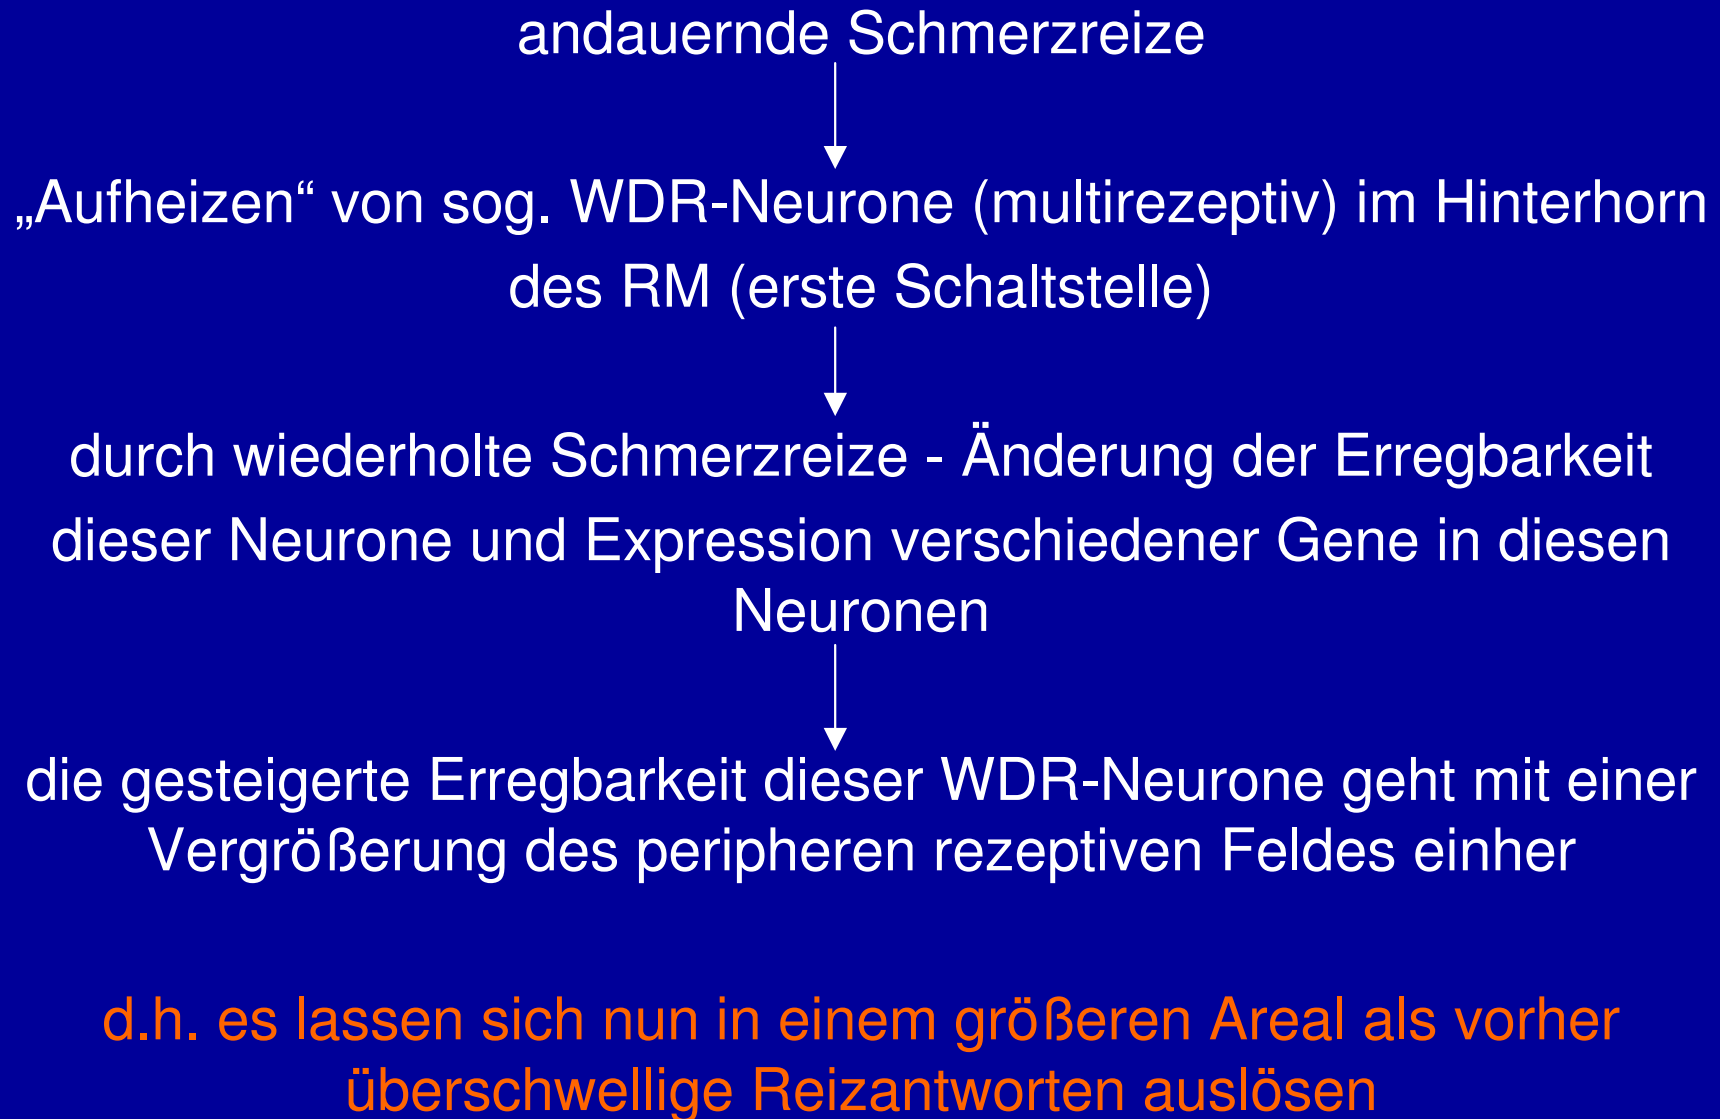 andauernde Schmerzreize
„Aufheizen“ von sog. WDR-Neurone (multirezeptiv) im Hinterhorn
des RM (erste Schaltstelle)
durch wiederholte Schmerzreize - Änderung der Erregbarkeit
dieser Neurone und Expression verschiedener Gene in diesen
Neuronen
die gesteigerte Erregbarkeit dieser WDR-Neurone geht mit einer
Vergrößerung des peripheren rezeptiven Feldes einher
d.h. es lassen sich nun in einem größeren Areal als vorher
überschwellige Reizantworten auslösen